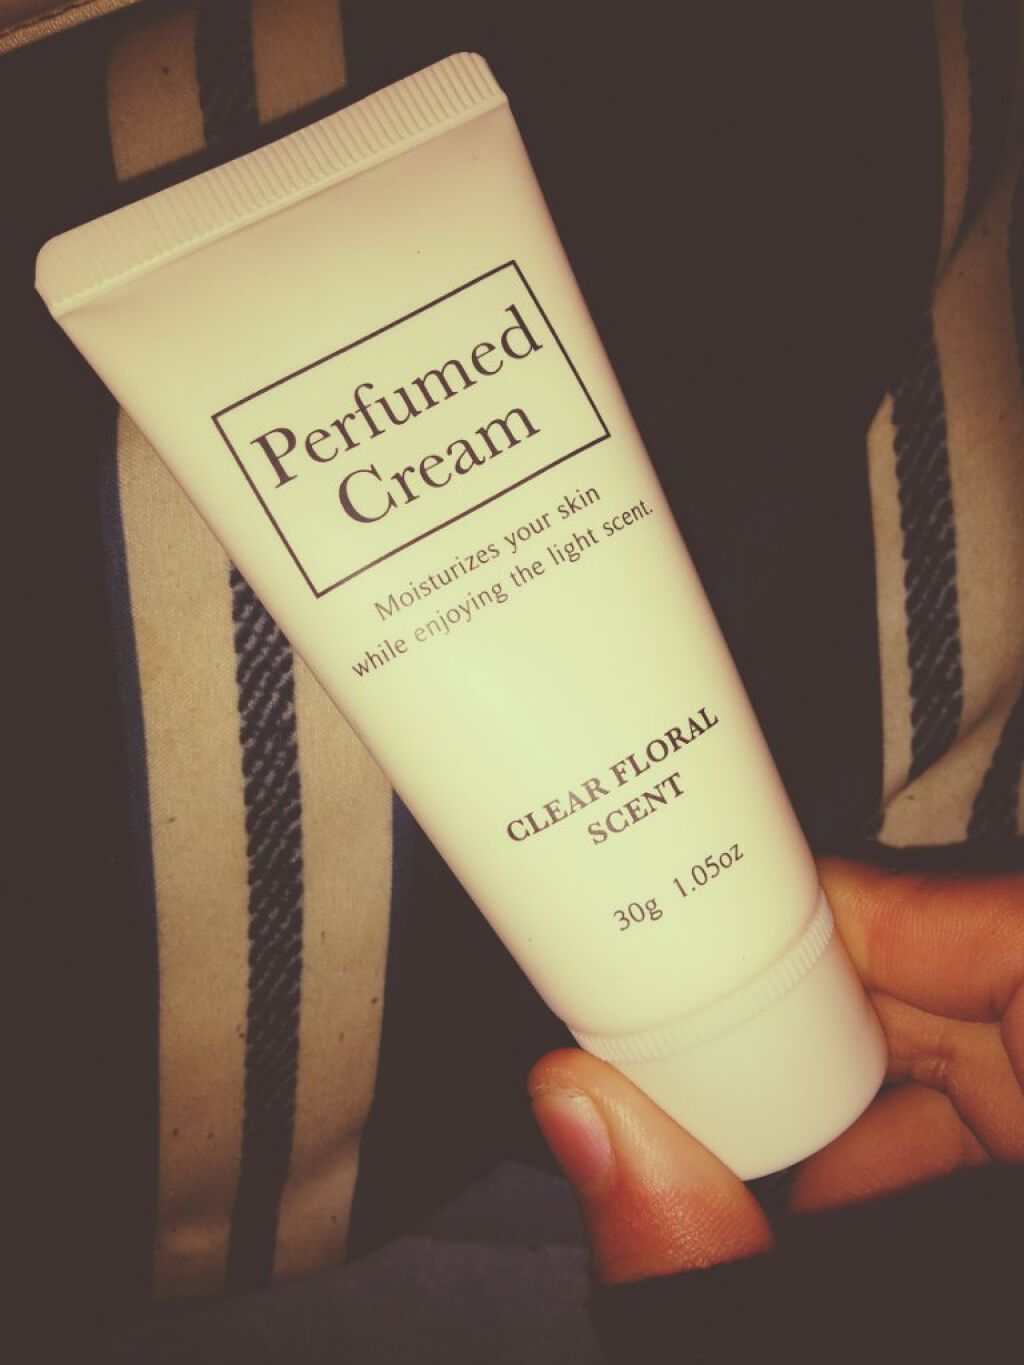 Perfumed
Cream
Moisturizes your skin
while enjoying the light scent.
CLEAR FLORAL
SCENT
30g 1.05oz